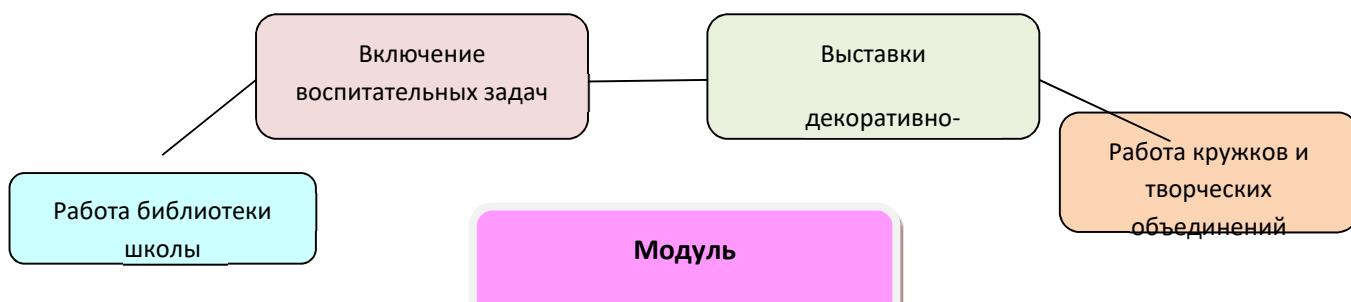 Включение
воспитательных задач
Выставки
декоративно-
Работа кружков и
творческих
объединений
Работа библиотеки
школы
Модуль